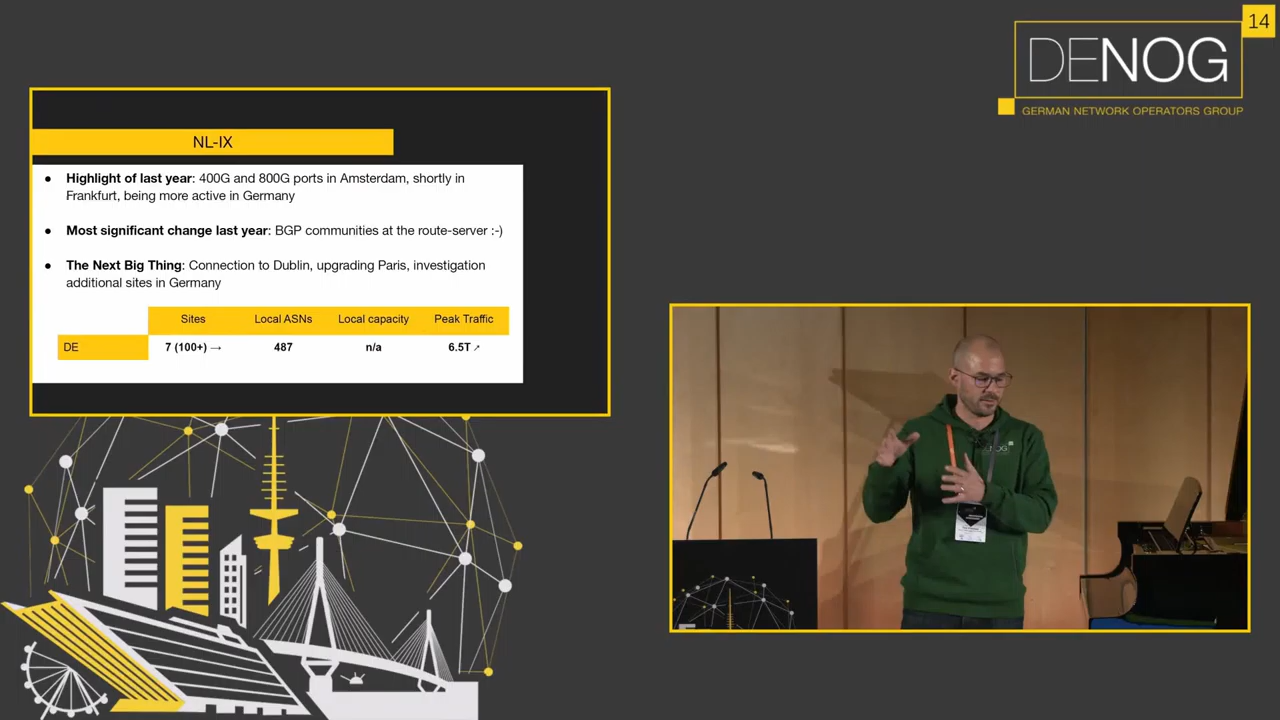 14
DENOG
GERMAN NETWORK OPERATORS GROUP
NL-IX
● Highlight of last year: 400G and 800G ports in Amsterdam, shortly in
Frankfurt, being more active in Germany
● Most significant change last year: BGP communities at the route-server :-)
● The Next Big Thing: Connection to Dublin, upgrading Paris, investigation
additional sites in Germany
Sites Local ASNs Local capacity Peak Traffic
DE 7 (100+) → 487 n/a 6.5T ↗
DENOG